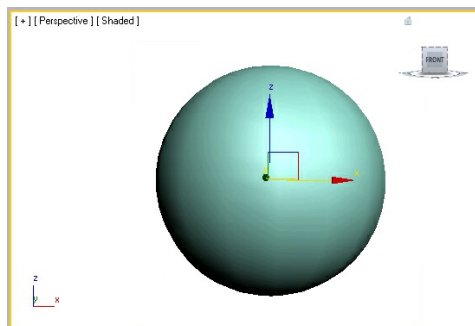 [ + ] [ Perspective ] [ Shaded ]
FRONT
z
x
z
y x